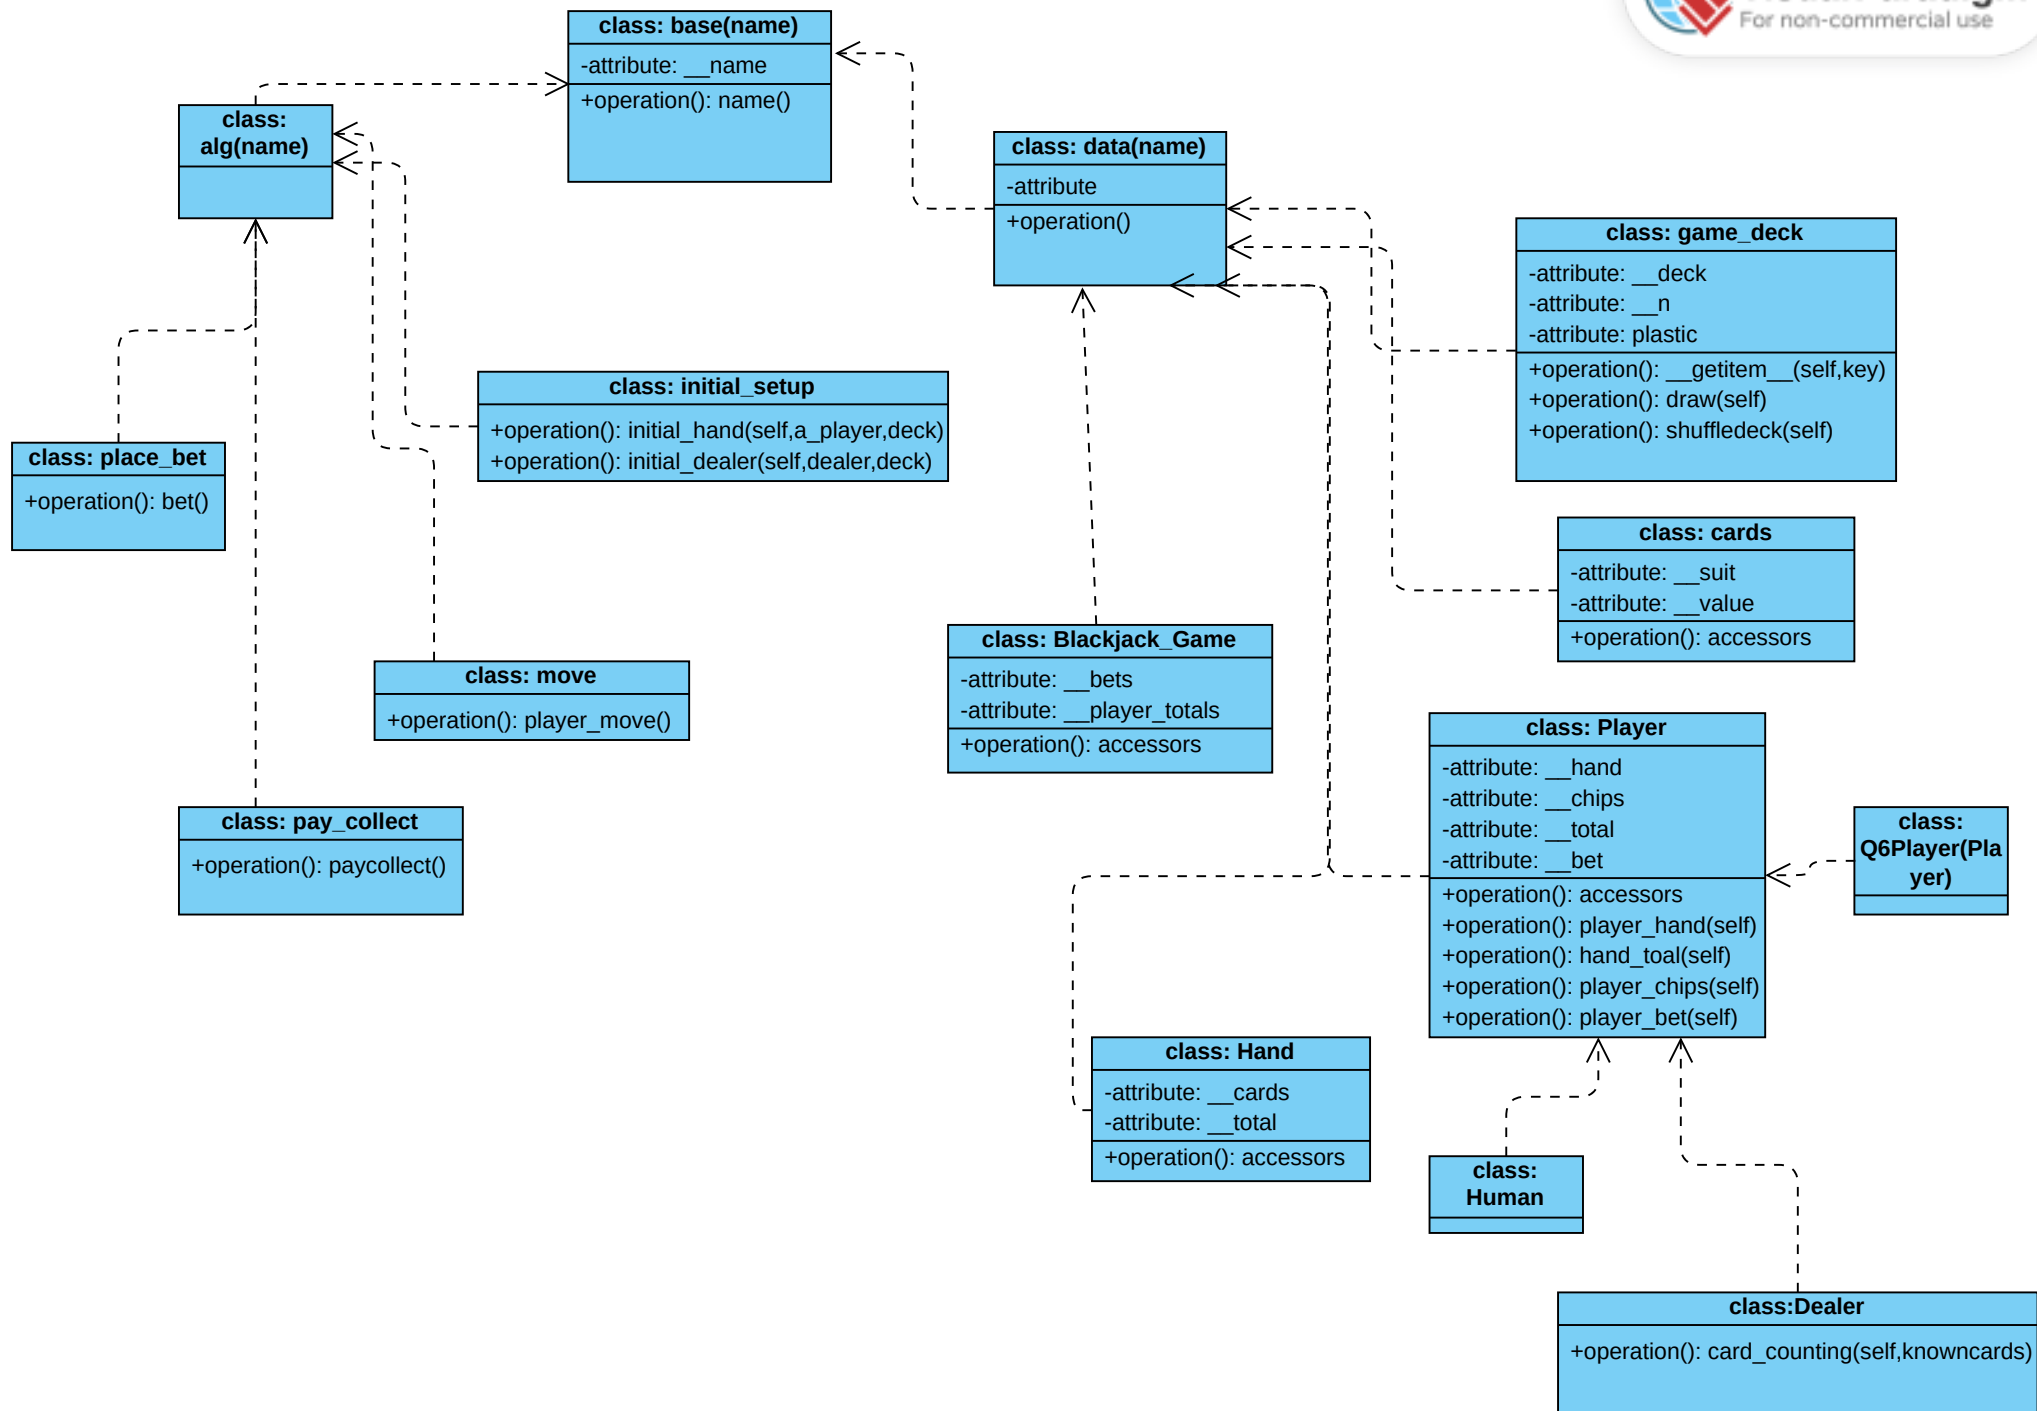 For non-commercial use
class: base(name)
-attribute: __name
+operation(): name()
class:
alg(name)
class: data(name)
-attribute
+operation()
class: game_deck
-attribute: __deck
-attribute: __n
-attribute: plastic
+operation(): __getitem__(self,key)
+operation(): draw(self)
+operation(): shuffledeck(self)
class: initial_setup
+operation(): initial_hand(self,a_player,deck)
+operation(): initial_dealer(self,dealer,deck)
class: place_bet
+operation(): bet()
class: cards
-attribute: __suit
-attribute: __value
+operation(): accessors
class: Blackjack_Game
-attribute: __bets
-attribute: __player_totals
+operation(): accessors
class: move
+operation(): player_move()
class: Player
-attribute: __hand
-attribute: __chips
-attribute: __total
-attribute: __bet
+operation(): accessors
+operation(): player_hand(self)
+operation(): hand_toal(self)
+operation(): player_chips(self)
+operation(): player_bet(self)
class: pay_collect
+operation(): paycollect()
class:
Q6Player(Pla
yer)
class: Hand
-attribute: __cards
-attribute: __total
+operation(): accessors
class:
Human
class:Dealer
+operation(): card_counting(self,knowncards)